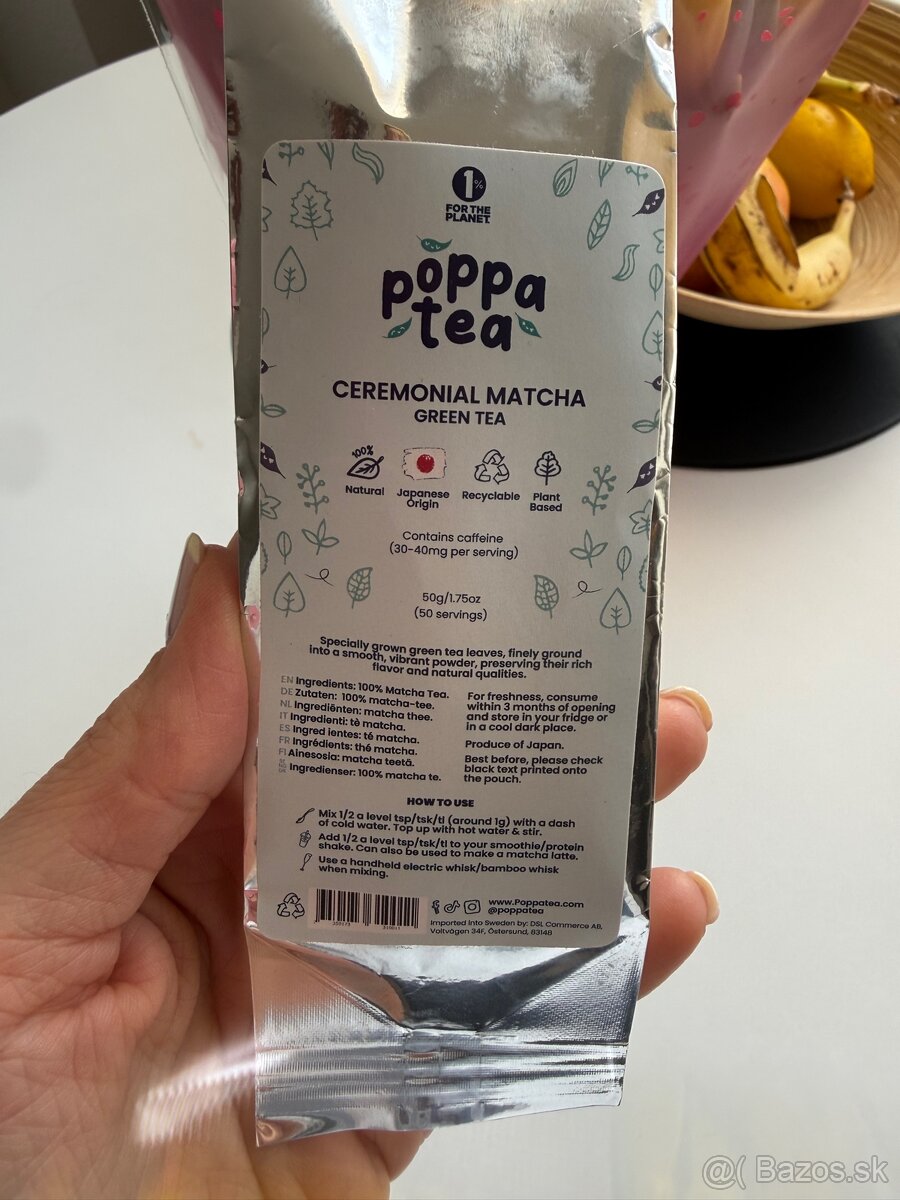 1%
FOR THE
PLANET.
poppa
tea
CEREMONIAL MATCHA
GREEN TEA
100%
Natural
Japanese
Origin
Recyclable
Plant
Based
Contains caffeine
(30-40mg per serving)
50g/1.75oz
(50 servings)
Specially grown green tea leaves, finely ground
into a smooth, vibrant powder, preserving their rich
flavor and natural qualities.
EN Ingredients: 100% Matcha Tea.
DE Zutaten: 100% matcha-tee.
NL Ingrediënten: matcha thee.
IT Ingredienti: tè matcha.
ES Ingred ientes: té matcha.
FR Ingrédients: thé matcha.
FI Ainesosia: matcha teetä.
Ingredienser: 100% matcha te.
For freshness, consume
within 3 months of opening
and store in your fridge or
in a cool dark place.
Produce of Japan.
Best before, please check
black text printed onto
the pouch.
HOW TO USE
Mix 1/2 a level tsp/tsk/tl (around 1g) with a dash
of cold water. Top up with hot water & stir.
Add 1/2 a level tsp/tsk/tl to your smoothie/protein
shake. Can also be used to make a matcha latte.
Use a handheld electric whisk/bamboo whisk
when mixing.
www.Poppatea.com
@poppatea
Imported into Sweden by: DSL Commerce AB,
Voltvägen 34F, Östersund, 83148
@( Bazos.sk